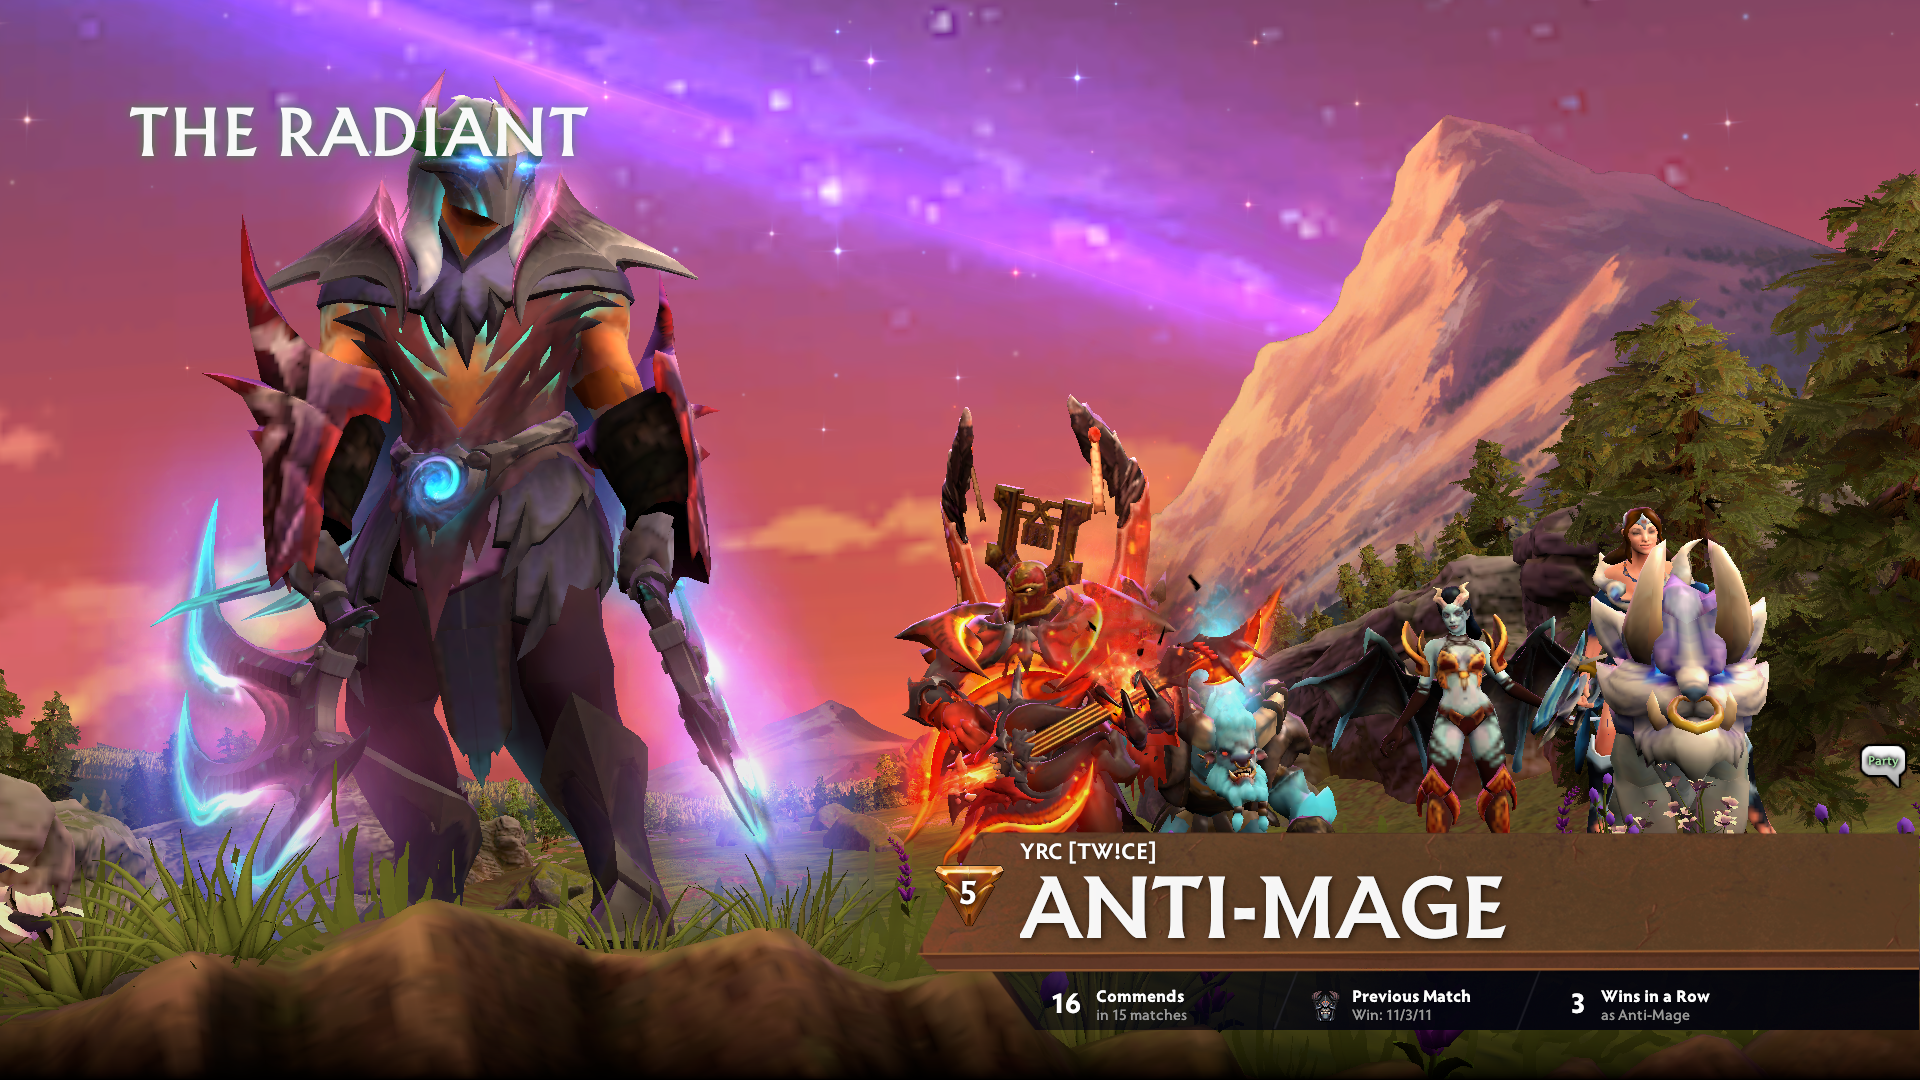 THE RADIANT
Party
YRC [TW!CE]
5
ANTI-MAGE
16 Commends
in 15 matches
Previous Match
Win: 11/3/11
3 Wins in a Row
as Anti-Mage